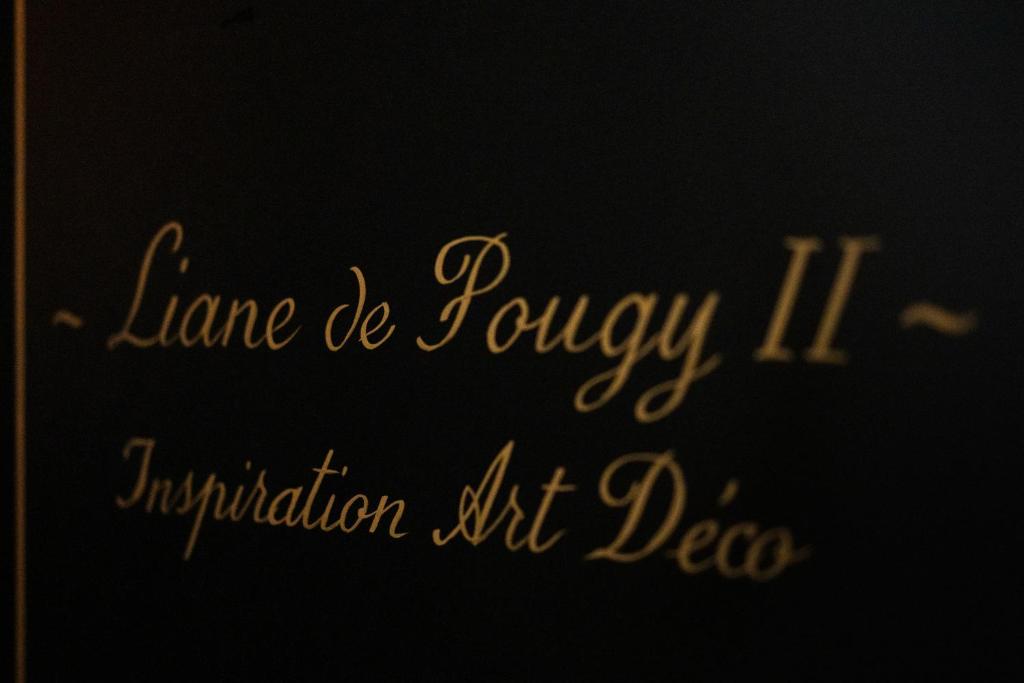 ~ Liane de Pougy II ~
Inspiration Art Déco